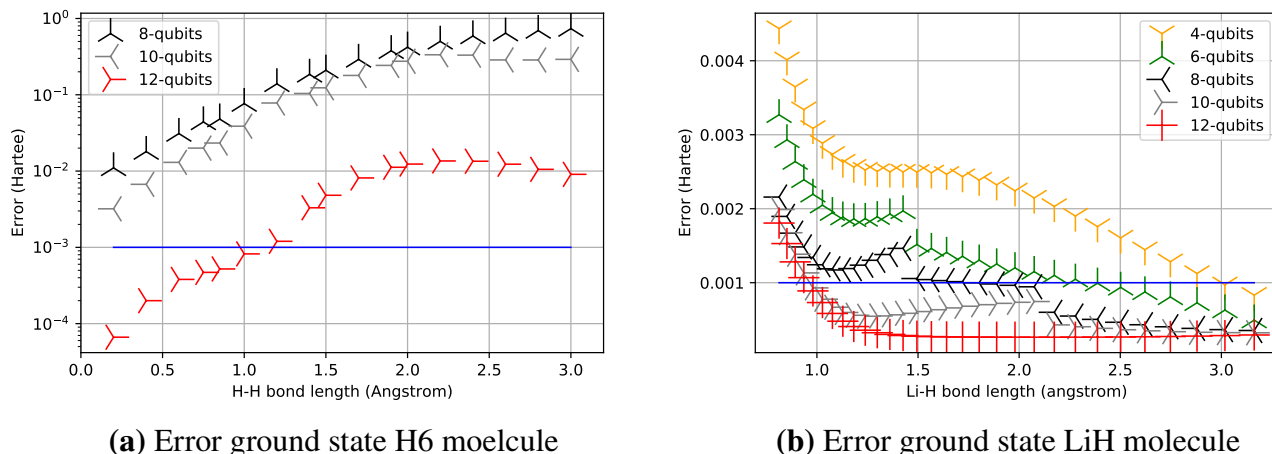 10^0
10^-1
10^-2
10^-3
10^-4
Error (Hartee)
8-qubits
10-qubits
12-qubits
0.0 0.5 1.0 1.5 2.0 2.5 3.0
H-H bond length (Angstrom)
(a) Error ground state H6 moelcule
0.004
0.003
0.002
0.001
Error (Hartee)
4-qubits
6-qubits
8-qubits
10-qubits
12-qubits
1.0 1.5 2.0 2.5 3.0
Li-H bond length (angstrom)
(b) Error ground state LiH molecule